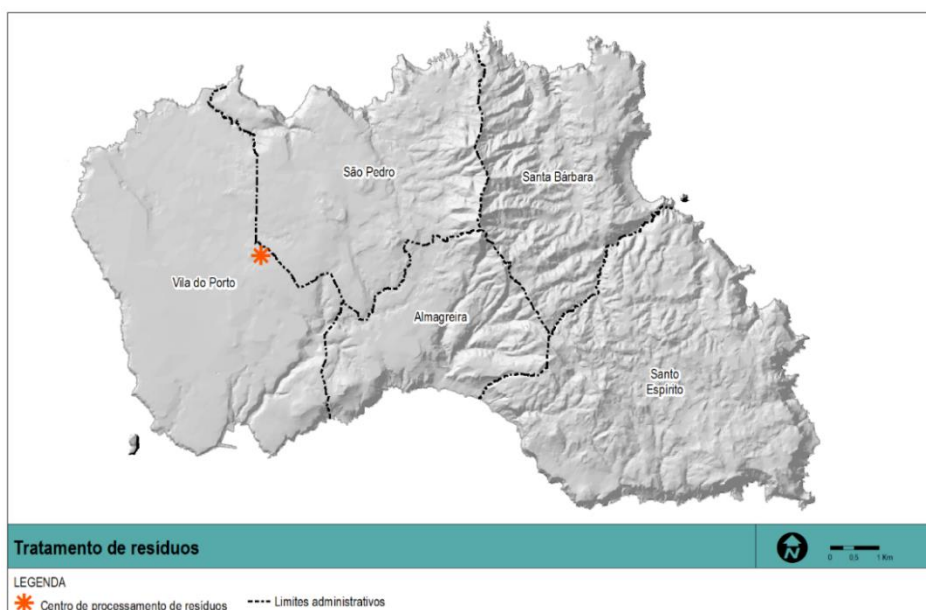 São Pedro
Santa Bárbara
Vila do Porto
Almagreira
Santo
Espírito
Tratamento de resíduos
N
0 0,5 1 Km
LEGENDA
Centro de processamento de resíduos
Limites administrativos